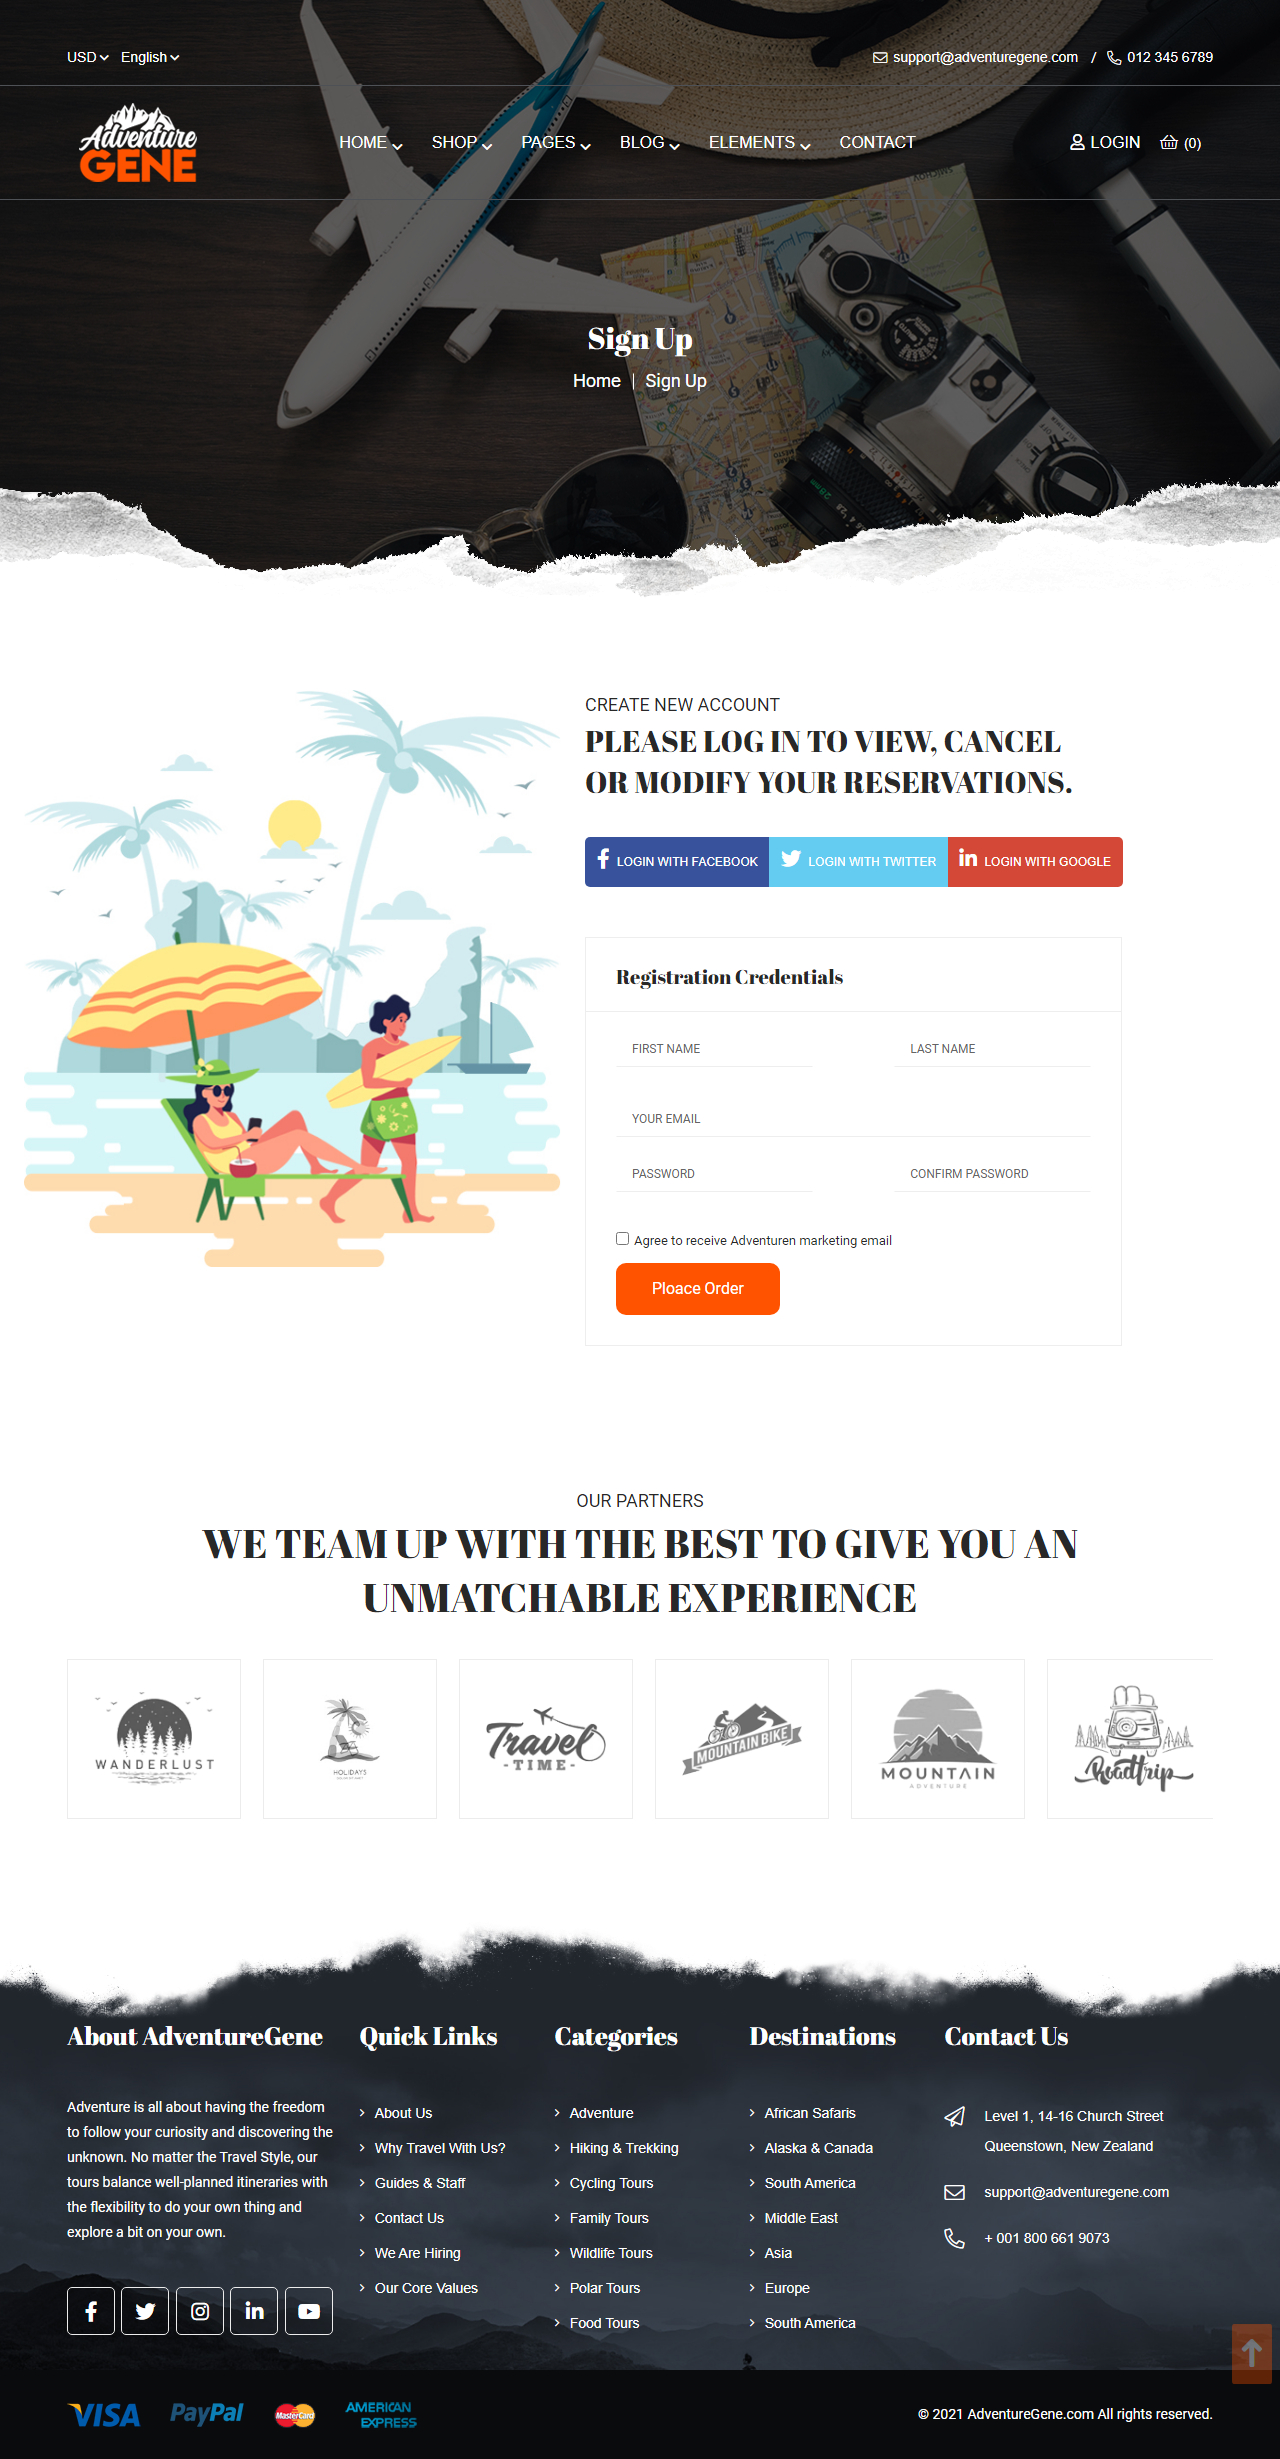 USD English support@adventuregene.com / 012 345 6789
Adventure
GENE
HOME SHOP PAGES BLOG ELEMENTS CONTACT LOGIN (0)
Sign Up
Home | Sign Up
CREATE NEW ACCOUNT
PLEASE LOG IN TO VIEW, CANCEL
OR MODIFY YOUR RESERVATIONS.
LOGIN WITH FACEBOOK LOGIN WITH TWITTER LOGIN WITH GOOGLE
Registration Credentials
FIRST NAME LAST NAME
YOUR EMAIL
PASSWORD CONFIRM PASSWORD
Agree to receive Adventuren marketing email
Ploace Order
OUR PARTNERS
WE TEAM UP WITH THE BEST TO GIVE YOU AN
UNMATCHABLE EXPERIENCE
WANDERLUST
HOLIDAYS
Travel
-TIME-
MOUNTAIN BIKE
MOUNTAIN
ADVENTURE
Roadtrip
About AdventureGene
Adventure is all about having the freedom
to follow your curiosity and discovering the
unknown. No matter the Travel Style, our
tours balance well-planned itineraries with
the flexibility to do your own thing and
explore a bit on your own.
Quick Links
About Us
Why Travel With Us?
Guides & Staff
Contact Us
We Are Hiring
Our Core Values
Categories
Adventure
Hiking & Trekking
Cycling Tours
Family Tours
Wildlife Tours
Polar Tours
Food Tours
Destinations
African Safaris
Alaska & Canada
South America
Middle East
Asia
Europe
South America
Contact Us
Level 1, 14-16 Church Street
Queenstown, New Zealand
support@adventuregene.com
+ 001 800 661 9073
VISA PayPal MasterCard AMERICAN EXPRESS
© 2021 AdventureGene.com All rights reserved.